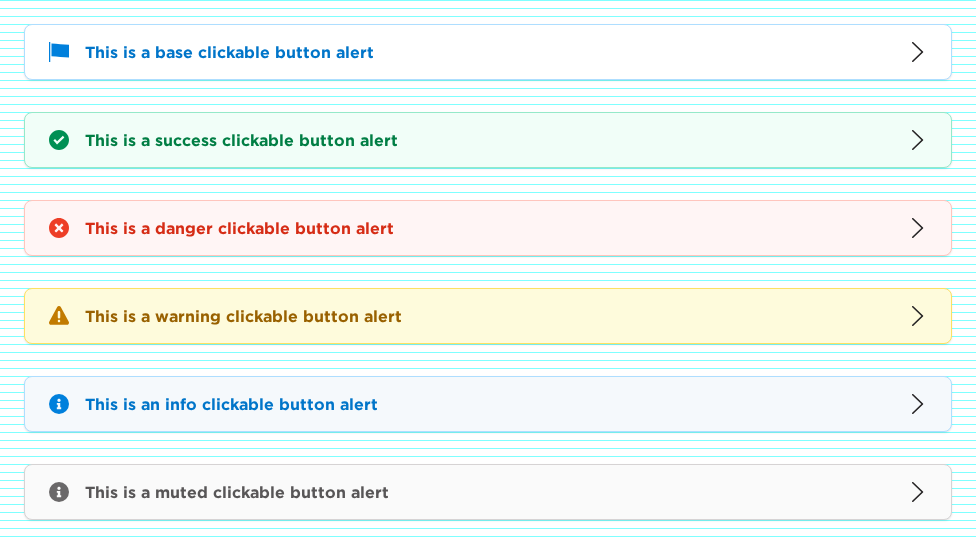 This is a base clickable button alert
This is a success clickable button alert
This is a danger clickable button alert
This is a warning clickable button alert
This is an info clickable button alert
This is a muted clickable button alert